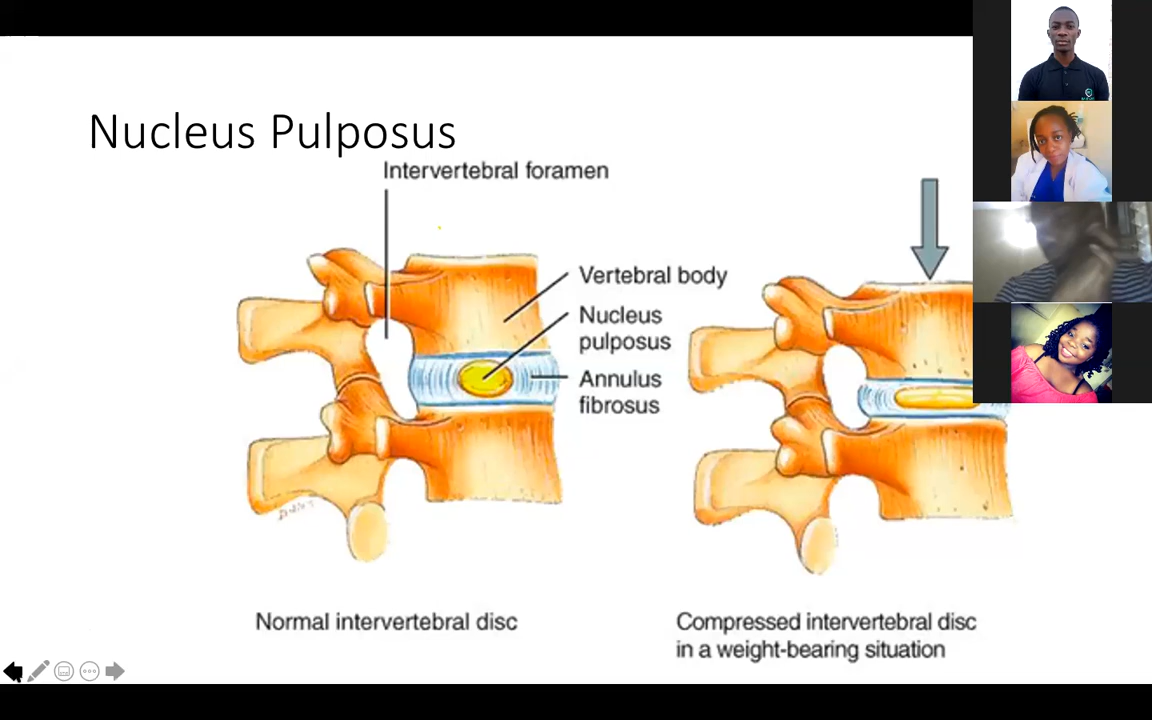 Nucleus Pulposus
Intervertebral foramen
Vertebral body
Nucleus
pulposus
Annulus
fibrosus
Normal intervertebral disc
Compressed intervertebral disc
in a weight-bearing situation